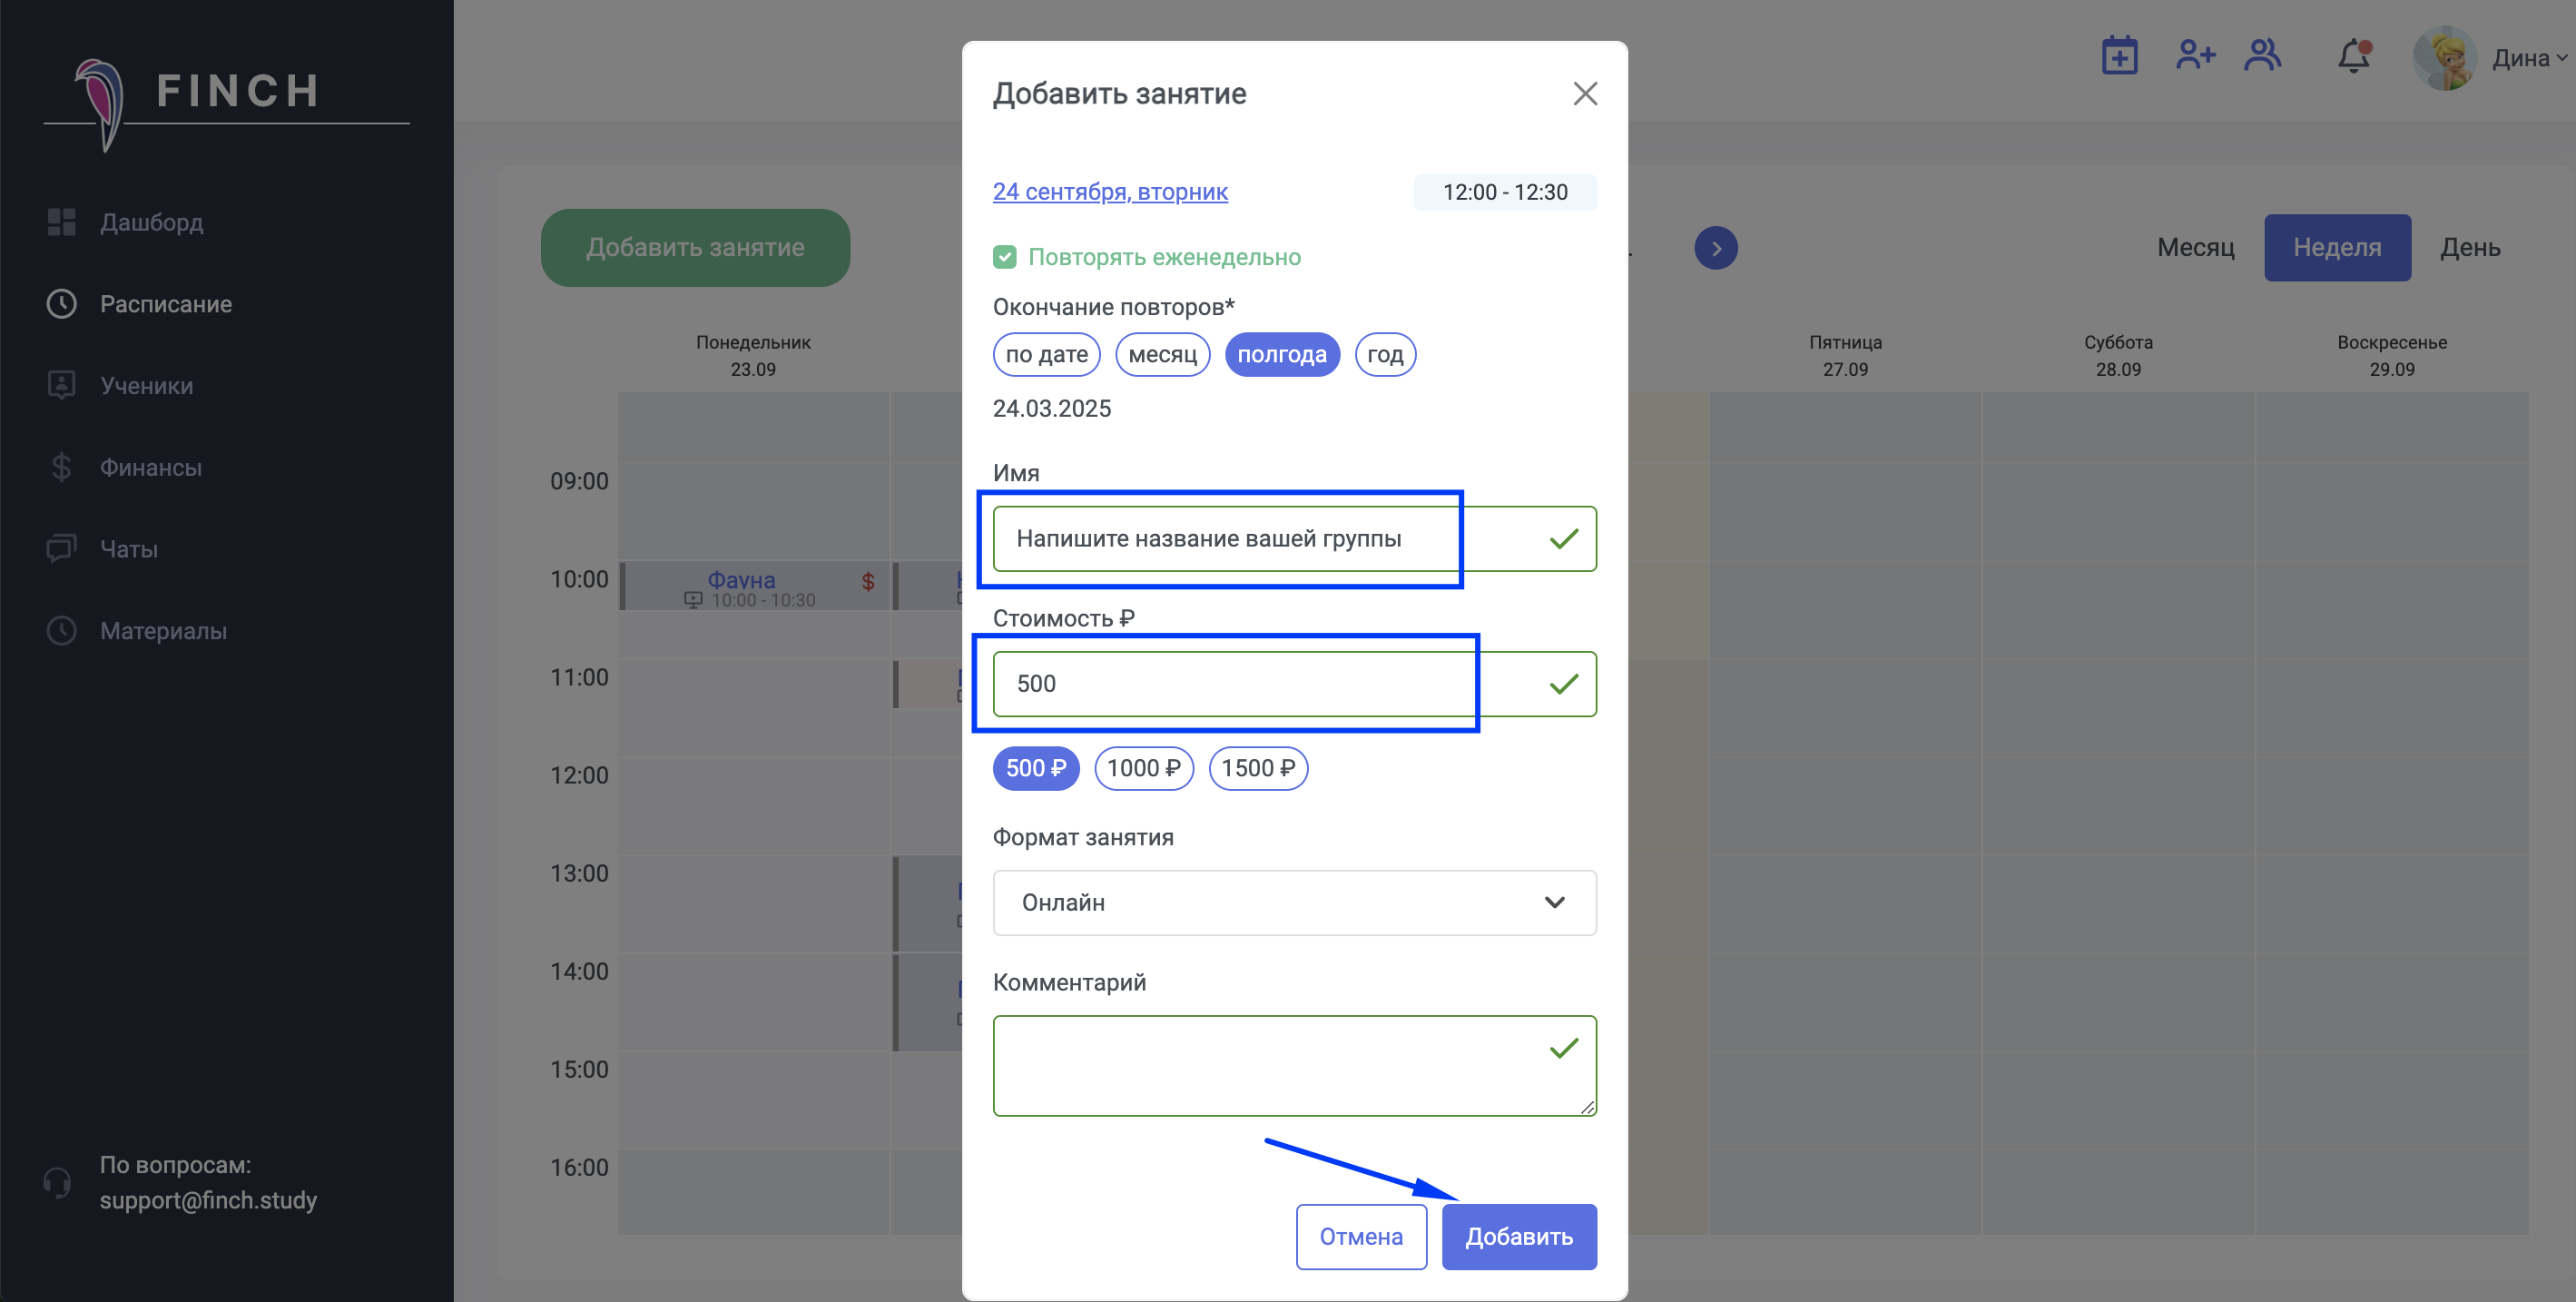 FINCH
Дашборд
Расписание
Ученики
Финансы
Чаты
Материалы
По вопросам:
support@finch.study
Дина
Добавить занятие
Месяц
Неделя
День
Понедельник
23.09
Пятница
27.09
Суббота
28.09
Воскресенье
29.09
09:00
10:00
11:00
12:00
13:00
14:00
15:00
16:00
Фауна
$
10:00 - 10:30
Добавить занятие
24 сентября, вторник
12:00 - 12:30
Повторять еженедельно
Окончание повторов*
по дате
месяц
полгода
год
24.03.2025
Имя
Напишите название вашей группы
Стоимость ₽
500
500 ₽
1000 ₽
1500 ₽
Формат занятия
Онлайн
Комментарий
Отмена
Добавить